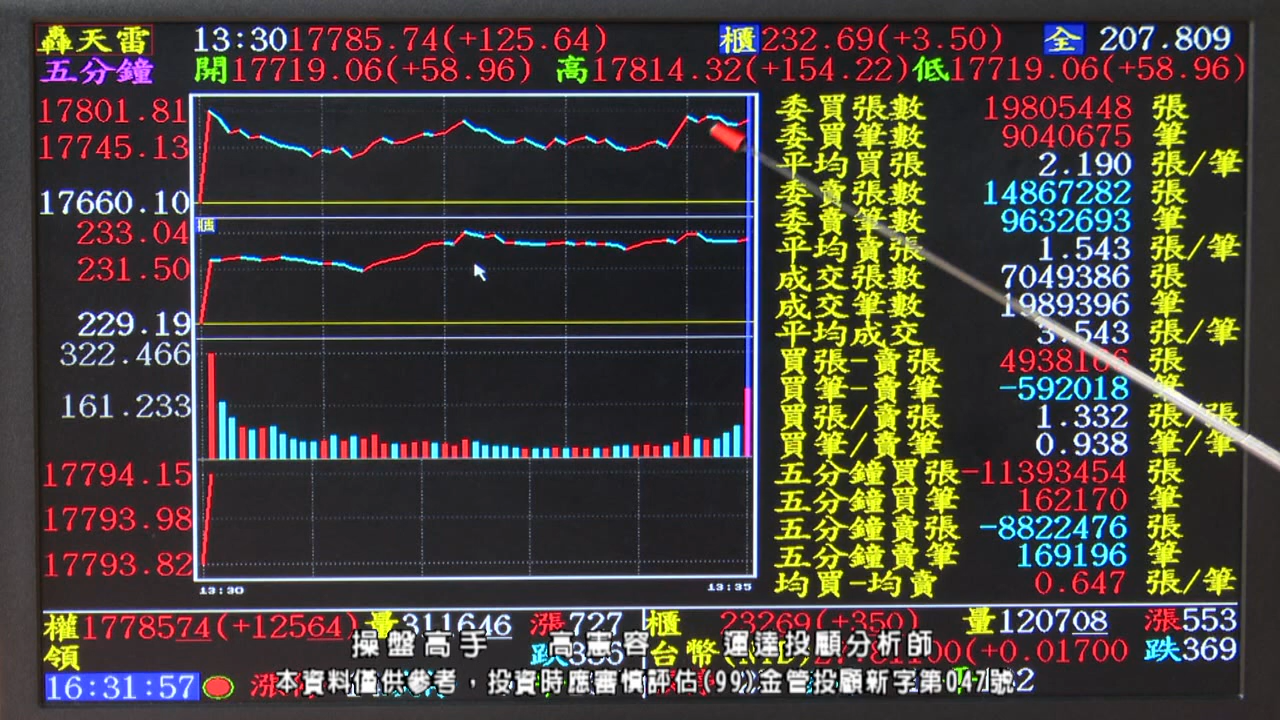 轟天雷 13:30 17785.74(+125.64) 櫃 232.69(+3.50) 全 207.809
五分鐘 開17719.06(+58.96) 高17814.32(+154.22) 低17719.06(+58.96)
17801.81
17745.13
17660.10
櫃
233.04
231.50
229.19
322.466
161.233
17794.15
17793.98
17793.82
13:30 13:35
委買張數 19805448 張
委買筆數 9040675 筆
平均買張 2.190 張/筆
委賣張數 14867282 張
委賣筆數 9632693 筆
平均賣張 1.543 張/筆
成交張數 7049386 張
成交筆數 1989396 筆
平均成交 3.543 張/筆
買張-賣張 4938166 張
買筆-賣筆 -592018 筆
買張/賣張 1.332 張/張
買筆/賣筆 0.938 筆/筆
五分鐘買張 -11393454 張
五分鐘買筆 162170 筆
五分鐘賣張 -8822476 張
五分鐘賣筆 169196 筆
均買-均賣 0.647 張/筆
權1778574(+12564) 量311646 漲727 櫃 23269(+350) 量120708 漲553
領 跌 台幣 (+0.01700 跌369
操盤高手 高憲容 運達投顧分析師
16:31:57 漲
本資料僅供參考，投資時應審慎評估(99)金管投顧新字第047號